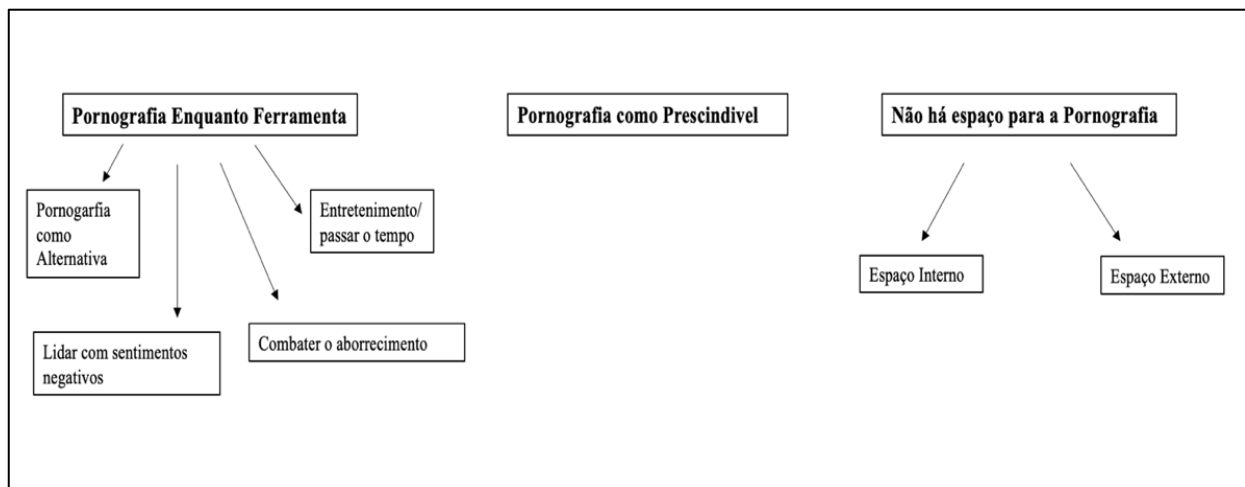 Pornografia Enquanto Ferramenta
Pornografia como Prescindivel
Não há espaço para a Pornografia
Pornogarfia
como
Alternativa
Entretenimento/
passar o tempo
Lidar com sentimentos
negativos
Combater o aborrecimento
Espaço Interno
Espaço Externo